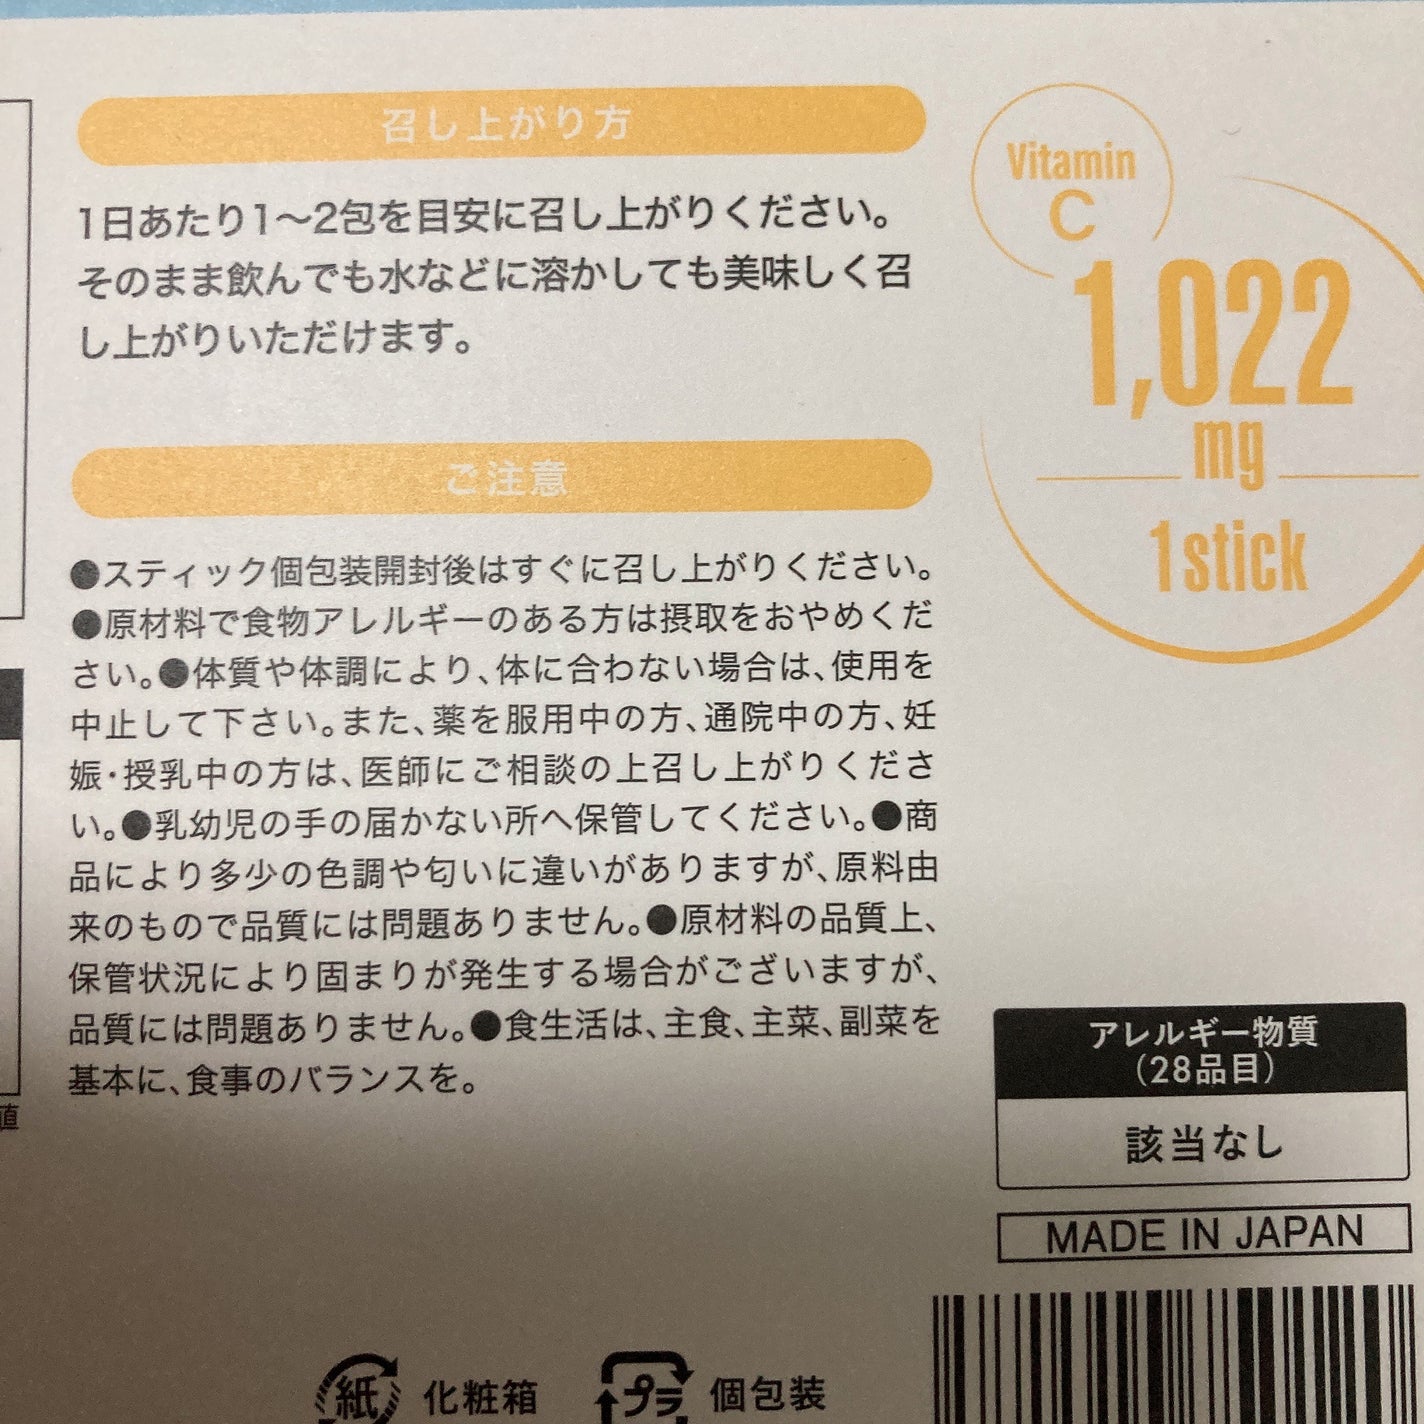 召し上がり方
1日あたり1〜2包を目安に召し上がりください。
そのまま飲んでも水などに溶かしても美味しく召
し上がりいただけます。
ご注意
●スティック個包装開封後はすぐに召し上がりください。
●原材料で食物アレルギーのある方は摂取をおやめくだ
さい。●体質や体調により、体に合わない場合は、使用を
中止して下さい。また、薬を服用中の方、通院中の方、妊
娠・授乳中の方は、医師にご相談の上召し上がりくださ
い。●乳幼児の手の届かない所へ保管してください。●商
品により多少の色調や匂いに違いがありますが、原料由
来のもので品質には問題ありません。●原材料の品質上、
保管状況により固まりが発生する場合がございますが、
品質には問題ありません。●食生活は、主食、主菜、副菜を
基本に、食事のバランスを。
Vitamin
C
1,022
mg
1stick
アレルギー物質
(28品目)
該当なし
MADE IN JAPAN
直
紙 化粧箱
プラ 個包装